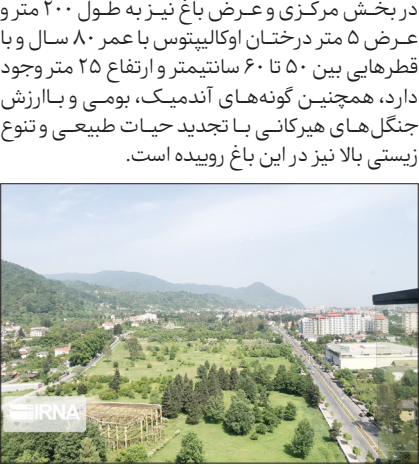 در بخش مرکزی و عرض باغ نیز به طول ۲۰۰ متر و
عرض ۵ متر درختان اوکالیپتوس با عمر ۸۰ سال و با
قطرهایی بین ۵۰ تا ۶۰ سانتیمتر و ارتفاع ۲۵ متر وجود
دارد، همچنین گونه‌های آندمیک، بومی و باارزش
جنگل‌های هیرکانی با تجدید حیات طبیعی و تنوع
زیستی بالا نیز در این باغ روییده است.
IRNA